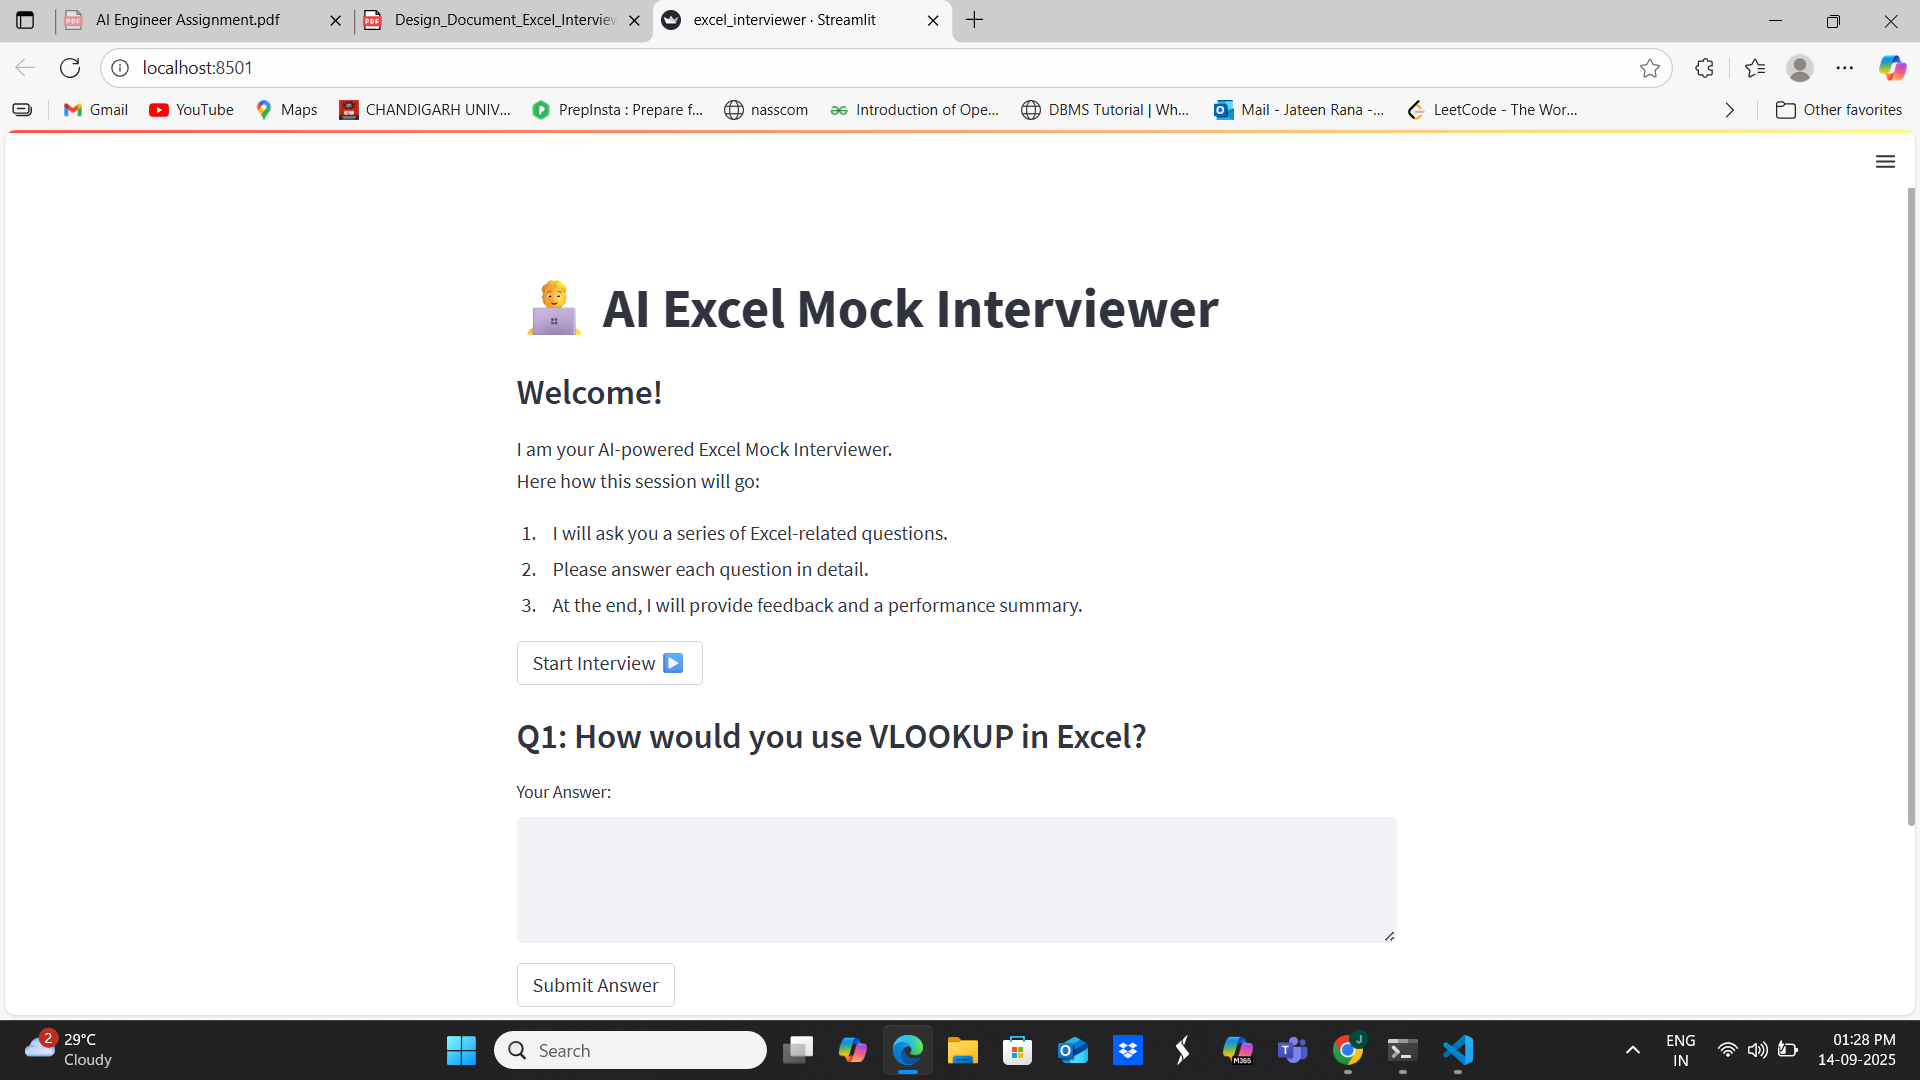 AI Engineer Assignment.pdf
Design_Document_Excel_Interview
excel_interviewer · Streamlit
localhost:8501
Gmail
YouTube
Maps
CHANDIGARH UNIV...
PrepInsta : Prepare f...
nasscom
Introduction of Ope...
DBMS Tutorial | Wh...
Mail - Jateen Rana -...
LeetCode - The Wor...
Other favorites
AI Excel Mock Interviewer
Welcome!
I am your AI-powered Excel Mock Interviewer.
Here how this session will go:
1. I will ask you a series of Excel-related questions.
2. Please answer each question in detail.
3. At the end, I will provide feedback and a performance summary.
Start Interview
Q1: How would you use VLOOKUP in Excel?
Your Answer:
Submit Answer
2
29°C
Cloudy
Search
M365
J
ENG
IN
01:28 PM
14-09-2025